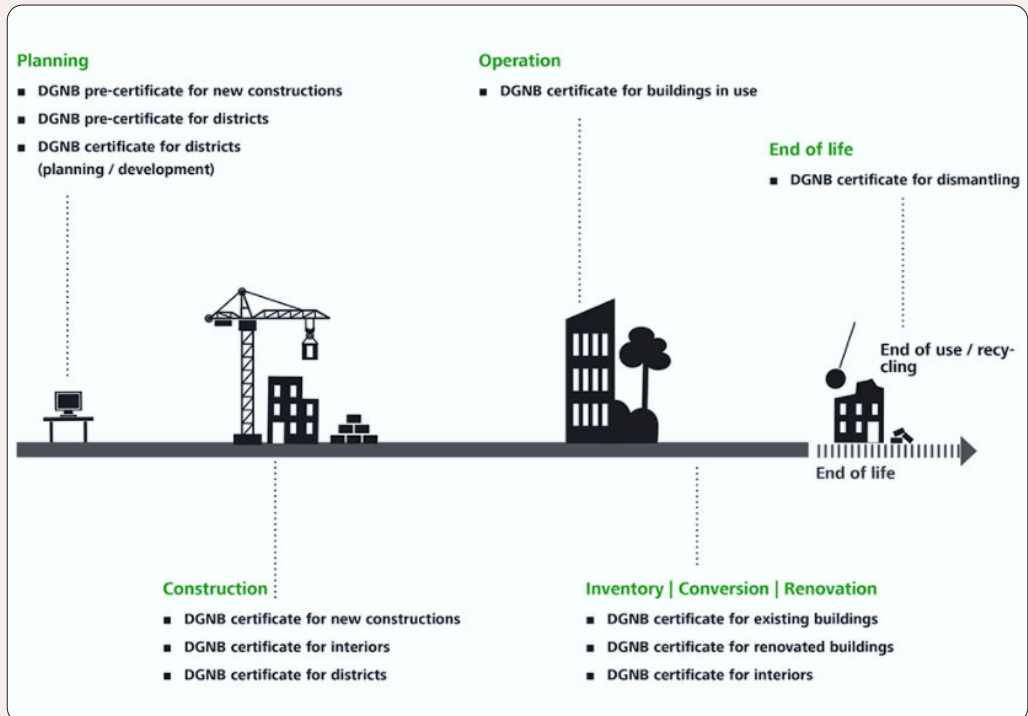 Planning
DGNB pre-certificate for new constructions
DGNB pre-certificate for districts
DGNB certificate for districts
(planning / development)
Operation
DGNB certificate for buildings in use
End of life
DGNB certificate for dismantling
End of use / recy-
cling
End of life
Construction
DGNB certificate for new constructions
DGNB certificate for interiors
DGNB certificate for districts
Inventory | Conversion | Renovation
DGNB certificate for existing buildings
DGNB certificate for renovated buildings
DGNB certificate for interiors